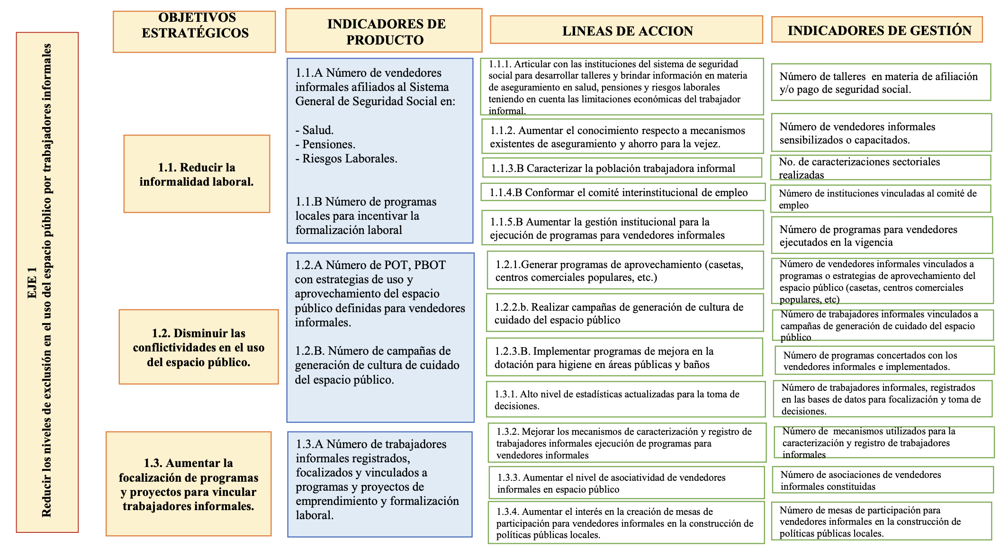 EJE 1
Reducir los niveles de exclusión en el uso del espacio público por trabajadores informales
OBJETIVOS
ESTRATÉGICOS
INDICADORES DE
PRODUCTO
LINEAS DE ACCION
INDICADORES DE GESTIÓN
1.1. Reducir la
informalidad laboral.
1.1.A Número de vendedores
informales afiliados al Sistema
General de Seguridad Social en:
- Salud.
- Pensiones.
- Riesgos Laborales.
1.1.B Número de programas
locales para incentivar la
formalización laboral
1.1.1. Articular con las instituciones del sistema de seguridad
social para desarrollar talleres y brindar información en materia
de aseguramiento en salud, pensiones y riesgos laborales
teniendo en cuenta las limitaciones económicas del trabajador
informal.
Número de talleres  en materia de afiliación
y/o pago de seguridad social.
1.1.2. Aumentar el conocimiento respecto a mecanismos
existentes de aseguramiento y ahorro para la vejez.
Número de vendedores informales
sensibilizados o capacitados.
1.1.3.B Caracterizar la población trabajadora informal
No. de caracterizaciones sectoriales
realizadas
1.1.4.B Conformar el comité interinstitucional de empleo
Número de instituciones vinculadas al comité de
empleo
1.1.5.B Aumentar la gestión institucional para la
ejecución de programas para vendedores informales
Número de programas para vendedores
ejecutados en la vigencia
1.2. Disminuir las
conflictividades en el uso
del espacio público.
1.2.A Número de POT, PBOT
con estrategias de uso y
aprovechamiento del espacio
público definidas para vendedores
informales.
1.2.B. Número de campañas de
generación de cultura de cuidado
del espacio público.
1.2.1.Generar programas de aprovechamiento (casetas,
centros comerciales populares, etc.)
Número de vendedores informales vinculados a
programas o estrategias de aprovechamiento del
espacio público (casetas, centros comerciales
populares, etc)
1.2.2.b. Realizar campañas de generación de cultura de
cuidado del espacio público
Número de trabajadores informales vinculados a
campañas de generación de cuidado del espacio
público
1.2.3.B. Implementar programas de mejora en la
dotación para higiene en áreas públicas y baños
Número de programas concertados con los
vendedores informales e implementados.
1.3. Aumentar la
focalización de programas
y proyectos para vincular
trabajadores informales.
1.3.A Número de trabajadores
informales registrados,
focalizados y vinculados a
programas y proyectos de
emprendimiento y formalización
laboral.
1.3.1. Alto nivel de estadísticas actualizadas para la toma de
decisiones.
Número de trabajadores informales, registrados
en las bases de datos para focalización y toma de
decisiones.
1.3.2. Mejorar los mecanismos de caracterización y registro de
trabajadores informales ejecución de programas para
vendedores informales
Número de  mecanismos utilizados para la
caracterización y registro de trabajadores
informales
1.3.3. Aumentar el nivel de asociatividad de vendedores
informales en espacio público
Número de asociaciones de vendedores
informales constituidas
1.3.4. Aumentar el interés en la creación de mesas de
participación para vendedores informales en la construcción de
políticas públicas locales.
Número de mesas de participación para
vendedores informales en la construcción de
políticas públicas locales.